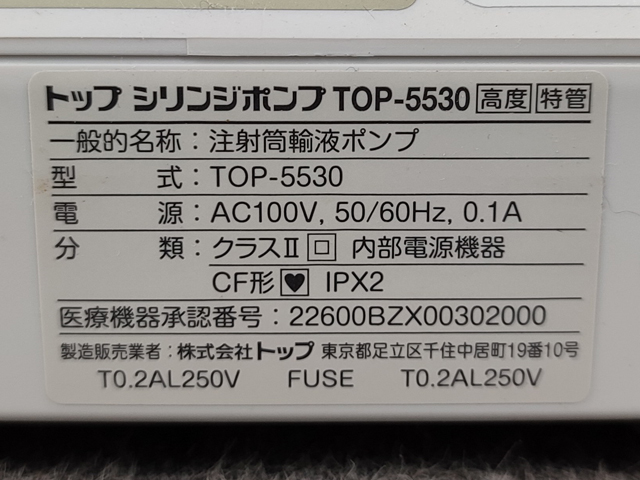 トップ シリンジポンプ TOP-5530 高度 特管
一般的名称：注射筒輸液ポンプ
型 式：TOP-5530
電 源：AC100V, 50/60Hz, 0.1A
分 類：クラスⅡ 回 内部電源機器
CF形 ♥ IPX2
医療機器承認番号：22600BZX00302000
製造販売業者：株式会社トップ 東京都足立区千住中居町19番10号
T0.2AL250V FUSE T0.2AL250V